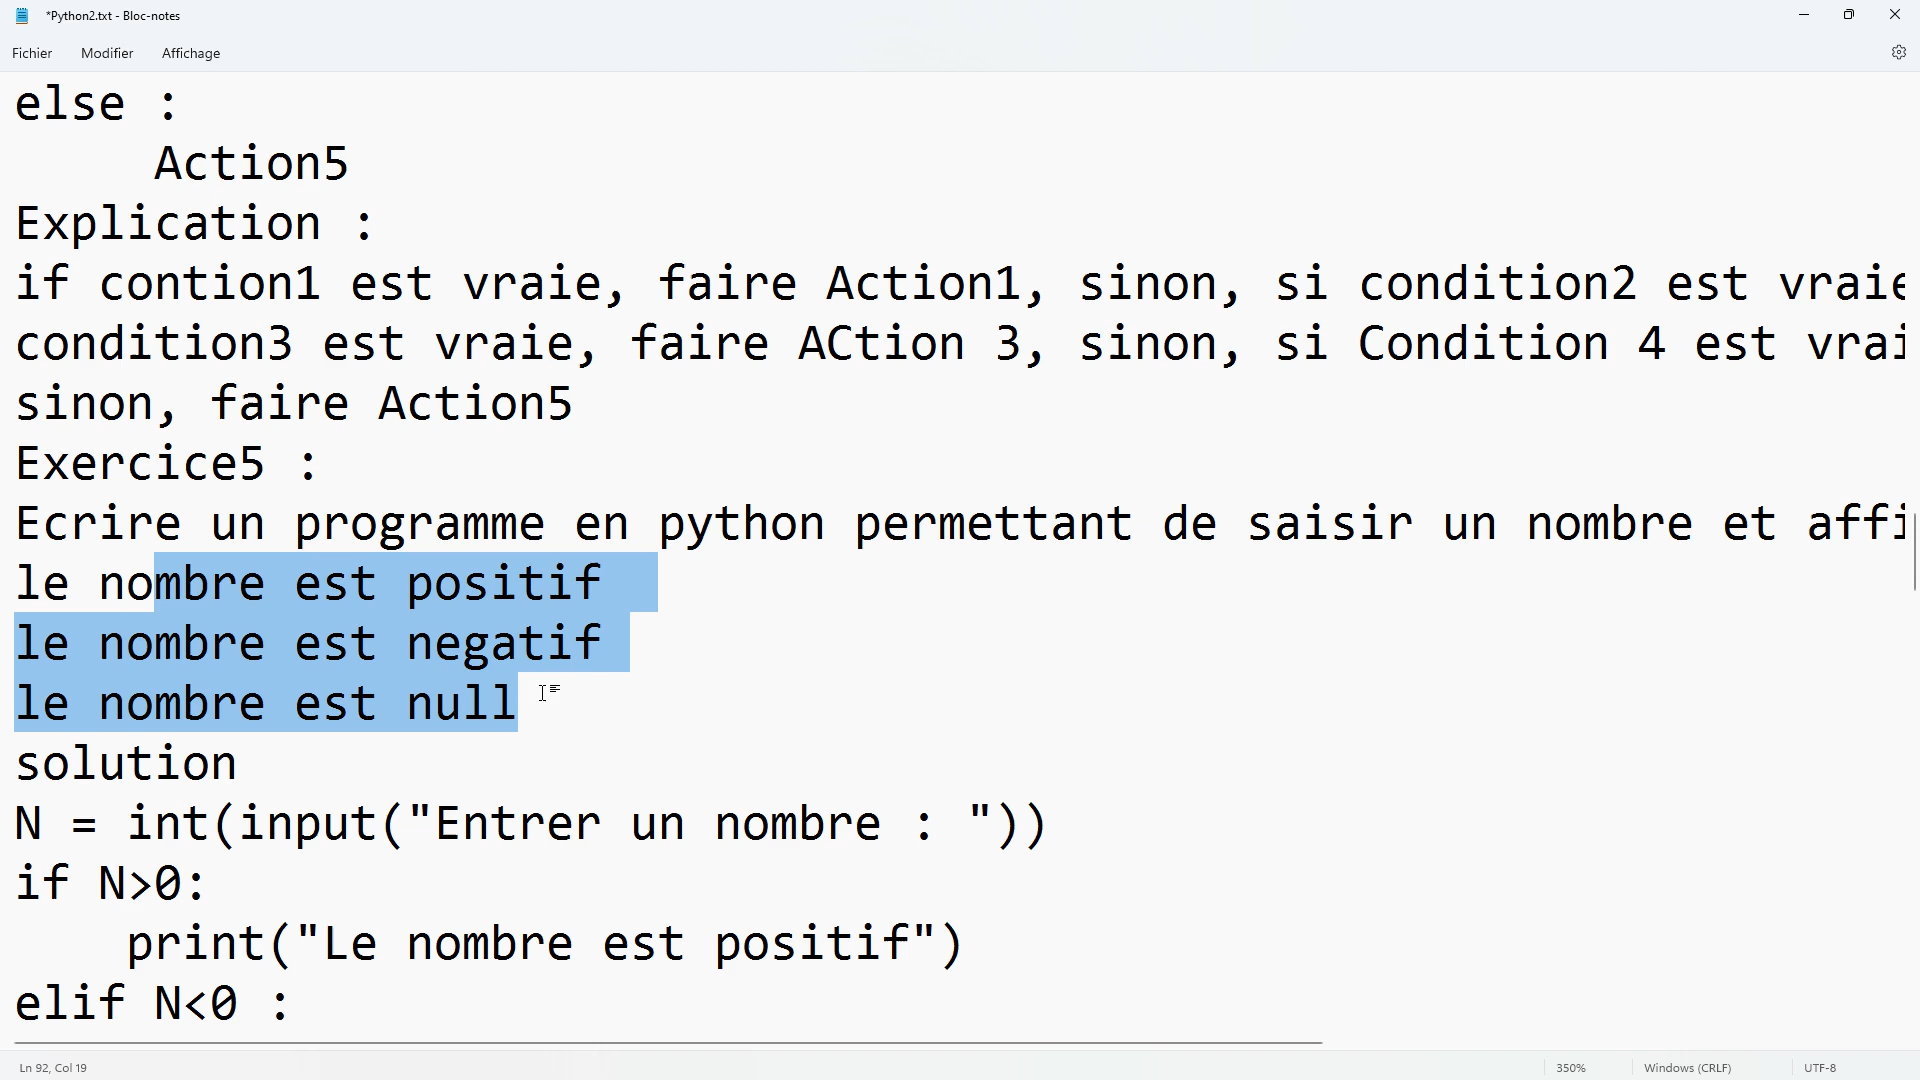 *Python2.txt - Bloc-notes
Fichier Modifier Affichage
else :
Action5
Explication :
if contion1 est vraie, faire Action1, sinon, si condition2 est vraie
condition3 est vraie, faire ACtion 3, sinon, si Condition 4 est vrai
sinon, faire Action5
Exercice5 :
Ecrire un programme en python permettant de saisir un nombre et affi
le nombre est positif
le nombre est negatif
le nombre est null
solution
N = int(input("Entrer un nombre : "))
if N>0:
print("Le nombre est positif")
elif N<0 :
Ln 92, Col 19 350% Windows (CRLF) UTF-8